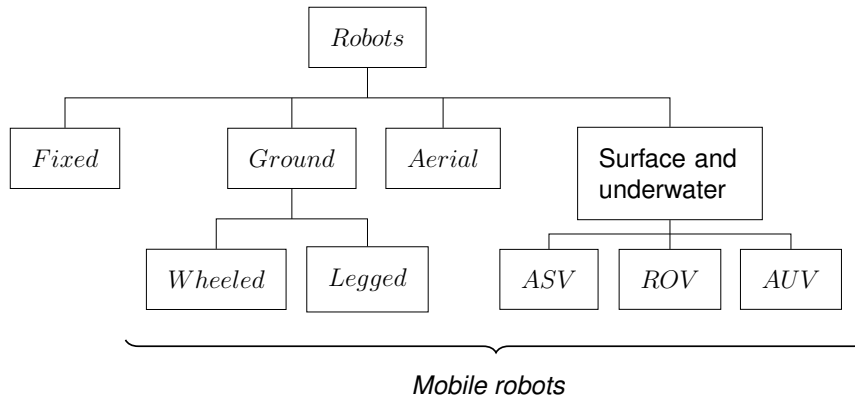 Robots
Fixed
Ground
Aerial
Surface and
underwater
Wheeled
Legged
ASV
ROV
AUV
Mobile robots